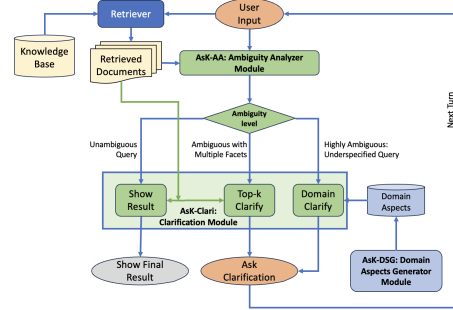 Retriever
User
Input
Knowledge
Base
Retrieved
Documents
AsK-AA: Ambiguity Analyzer
Module
Next Turn
Ambiguity
level
Unambiguous
Query
Ambiguous with
Multiple Facets
Highly Ambiguous:
Underspecified Query
Show
Result
Top-k
Clarify
Domain
Clarify
Domain
Aspects
AsK-Clari:
Clarification Module
Show Final
Result
Ask
Clarification
AsK-DSG: Domain
Aspects Generator
Module